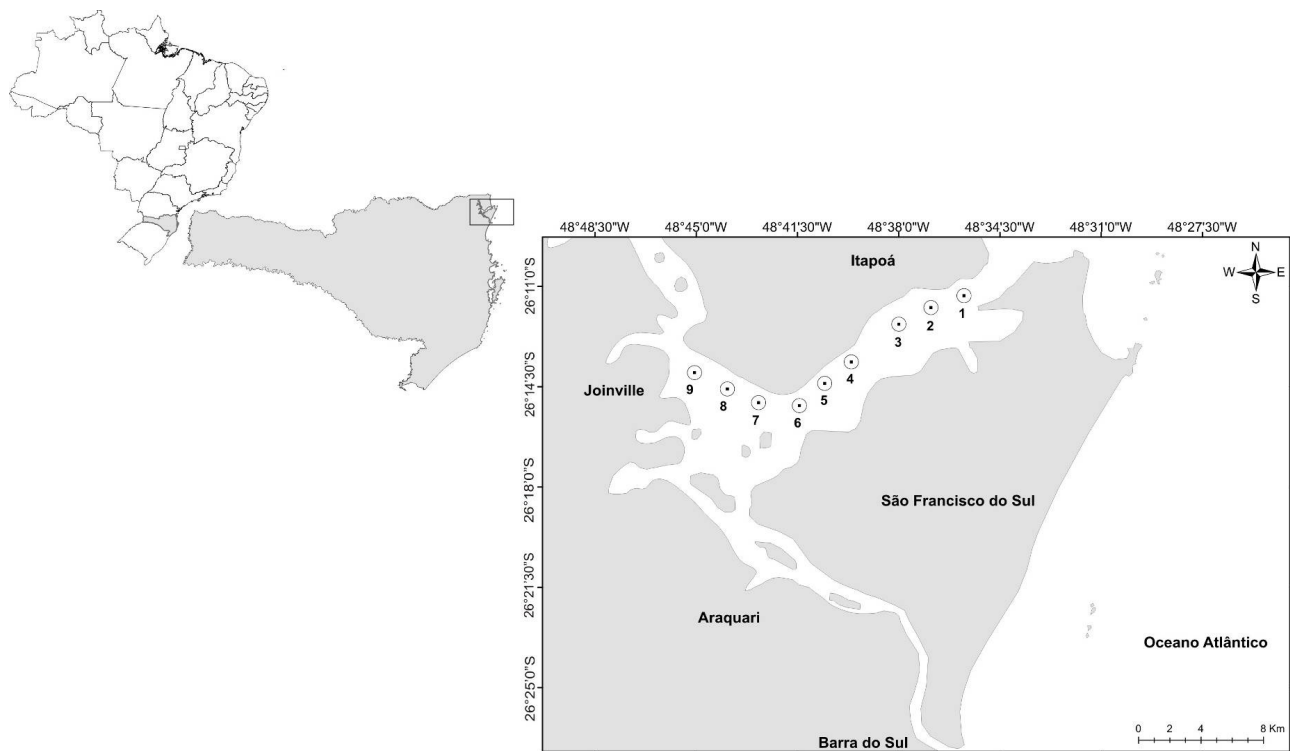 48°48'30"W 48°45'0"W 48°41'30"W 48°38'0"W 48°34'30"W 48°31'0"W 48°27'30"W
N
W E
S
26°11'0"S
26°14'30"S
26°18'0"S
26°21'30"S
26°25'0"S
Itapoá
1
2
3
4
5
6
7
8
9
Joinville
São Francisco do Sul
Araquari
Oceano Atlântico
Barra do Sul
0 2 4 8 Km